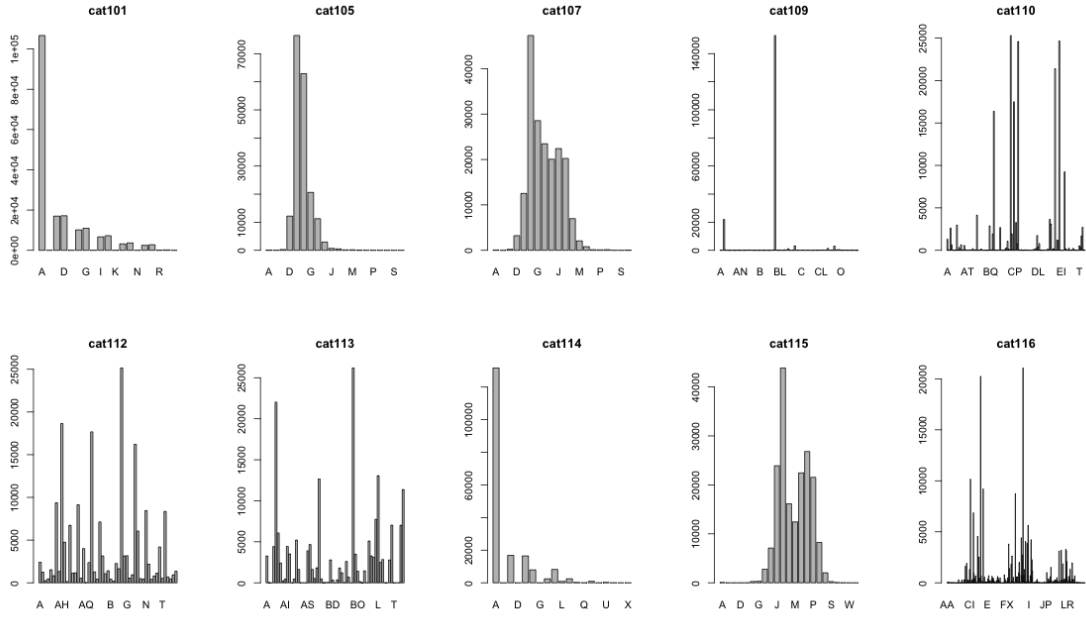 cat101 cat105 cat107 cat109 cat110
0e+00 2e+04 4e+04 6e+04 8e+04 1e+05
A D G I K N R
0 10000 30000 50000 70000
A D G J M P S
0 10000 20000 30000 40000
A D G J M P S
0 20000 60000 100000 140000
A AN B BL C CL O
0 5000 10000 15000 20000 25000
A AT BQ CP DL EI T
cat112 cat113 cat114 cat115 cat116
0 5000 10000 15000 20000 25000
A AH AQ B G N T
0 5000 10000 15000 20000 25000
A AI AS BD BO L T
0 20000 40000 60000 100000
A D G L Q U X
0 10000 20000 30000 40000
A D G J M P S W
0 5000 10000 15000 20000
AA CI E FX I JP LR